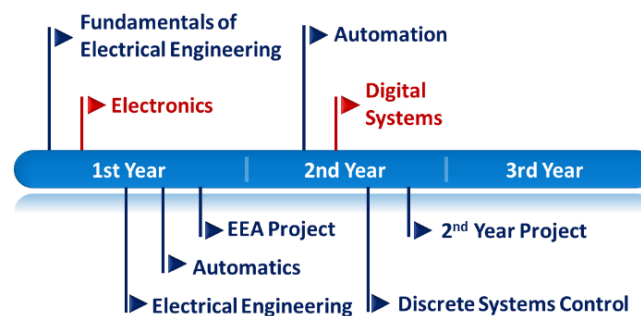 Fundamentals of
Electrical Engineering
Automation
Electronics
Digital
Systems
1st Year
2nd Year
3rd Year
EEA Project
2nd Year Project
Automatics
Electrical Engineering
Discrete Systems Control